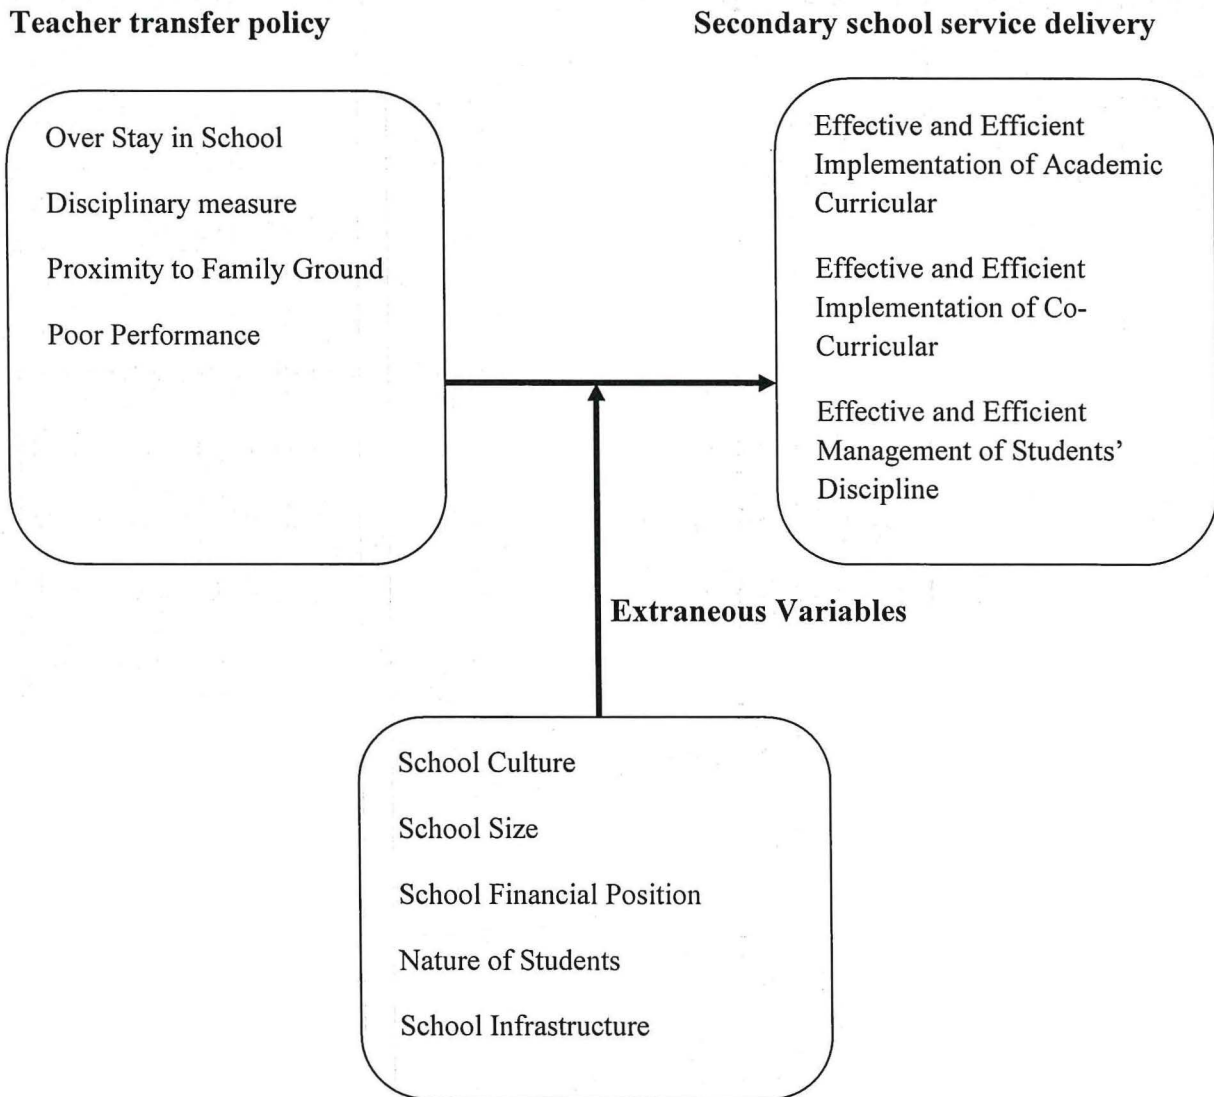 Teacher transfer policy
Secondary school service delivery
Over Stay in School
Disciplinary measure
Proximity to Family Ground
Poor Performance
Effective and Efficient
Implementation of Academic
Curricular
Effective and Efficient
Implementation of Co-
Curricular
Effective and Efficient
Management of Students’
Discipline
Extraneous Variables
School Culture
School Size
School Financial Position
Nature of Students
School Infrastructure